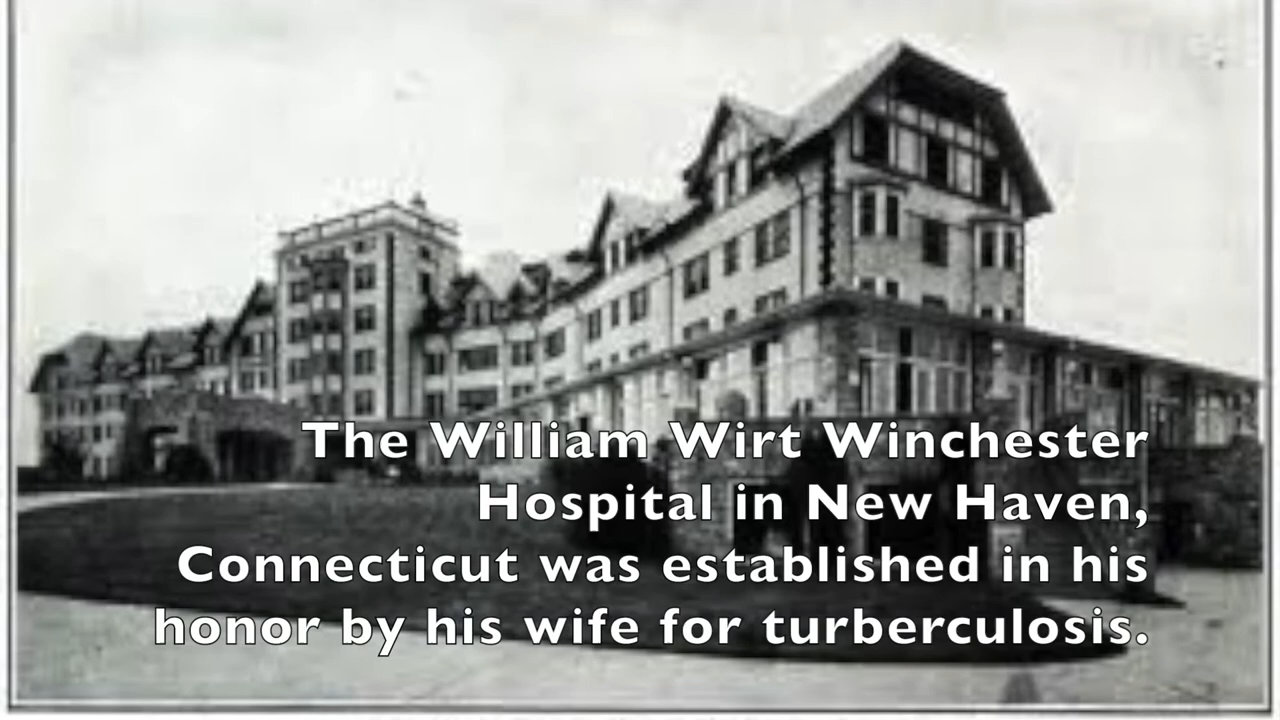 The William Wirt Winchester
Hospital in New Haven,
Connecticut was established in his
honor by his wife for turberculosis.